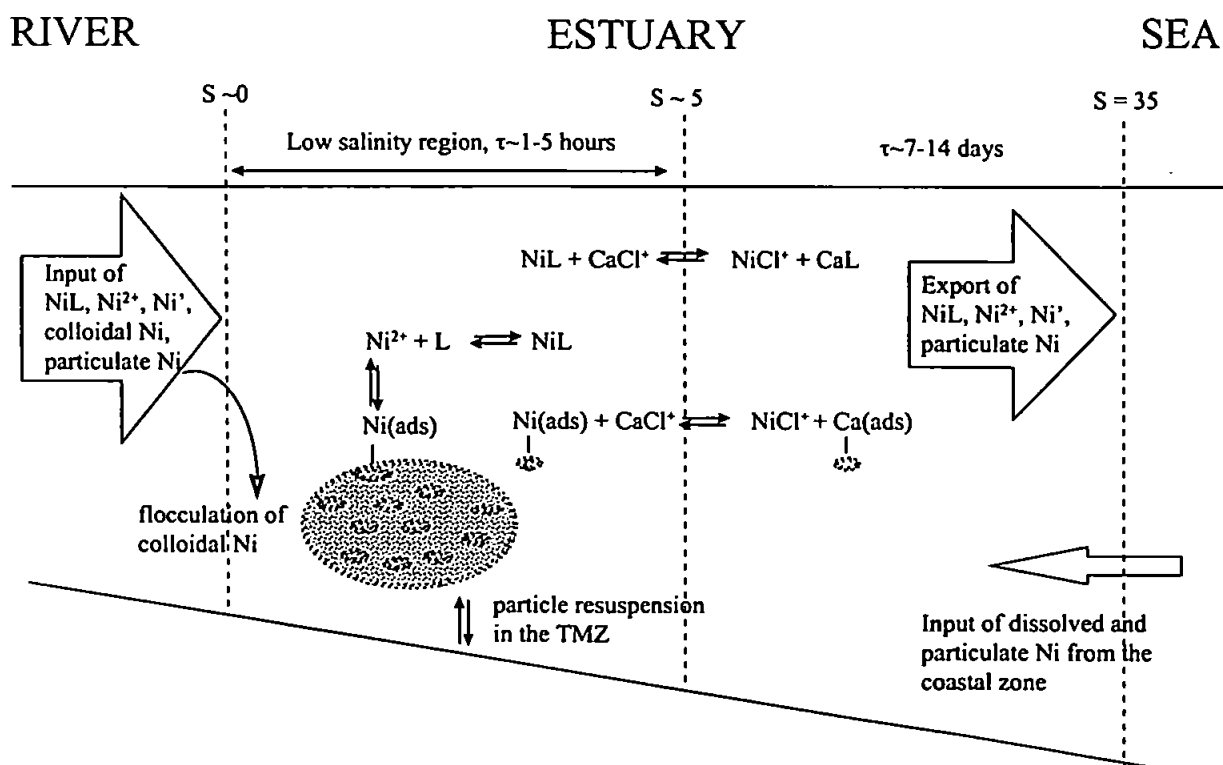 RIVER ESTUARY SEA
S ~0 S ~ 5 S = 35
Low salinity region, τ~1-5 hours τ~7-14 days
Input of
NiL, Ni²⁺, Ni’,
colloidal Ni,
particulate Ni
NiL + CaCl⁺ ⇌ NiCl⁺ + CaL
Export of
NiL, Ni²⁺, Ni’,
particulate Ni
Ni²⁺ + L ⇌ NiL
Ni(ads)
Ni(ads) + CaCl⁺ ⇌ NiCl⁺ + Ca(ads)
flocculation of
colloidal Ni
particle resuspension
in the TMZ
Input of dissolved and
particulate Ni from the
coastal zone